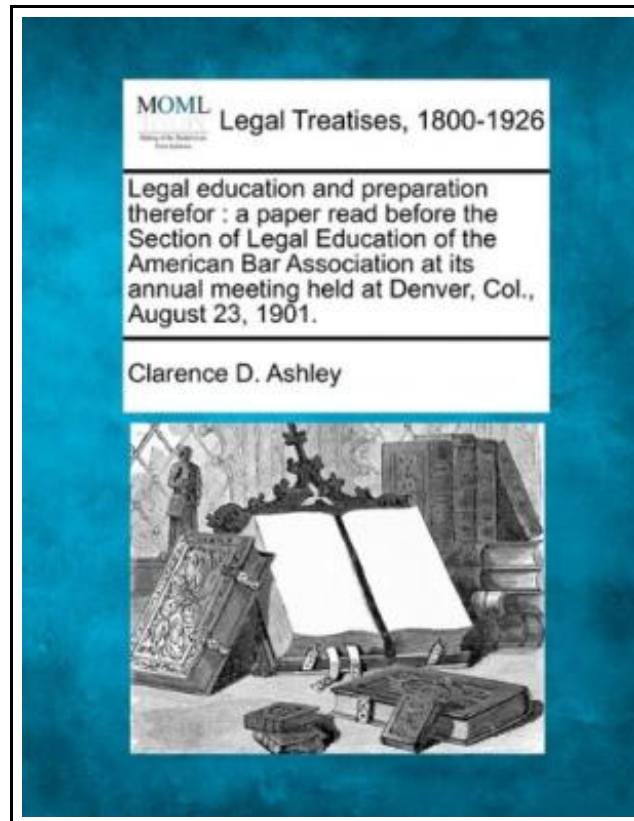 MOML
Legal Treatises, 1800-1926
Legal education and preparation
therefor : a paper read before the
Section of Legal Education of the
American Bar Association at its
annual meeting held at Denver, Col.,
August 23, 1901.
Clarence D. Ashley